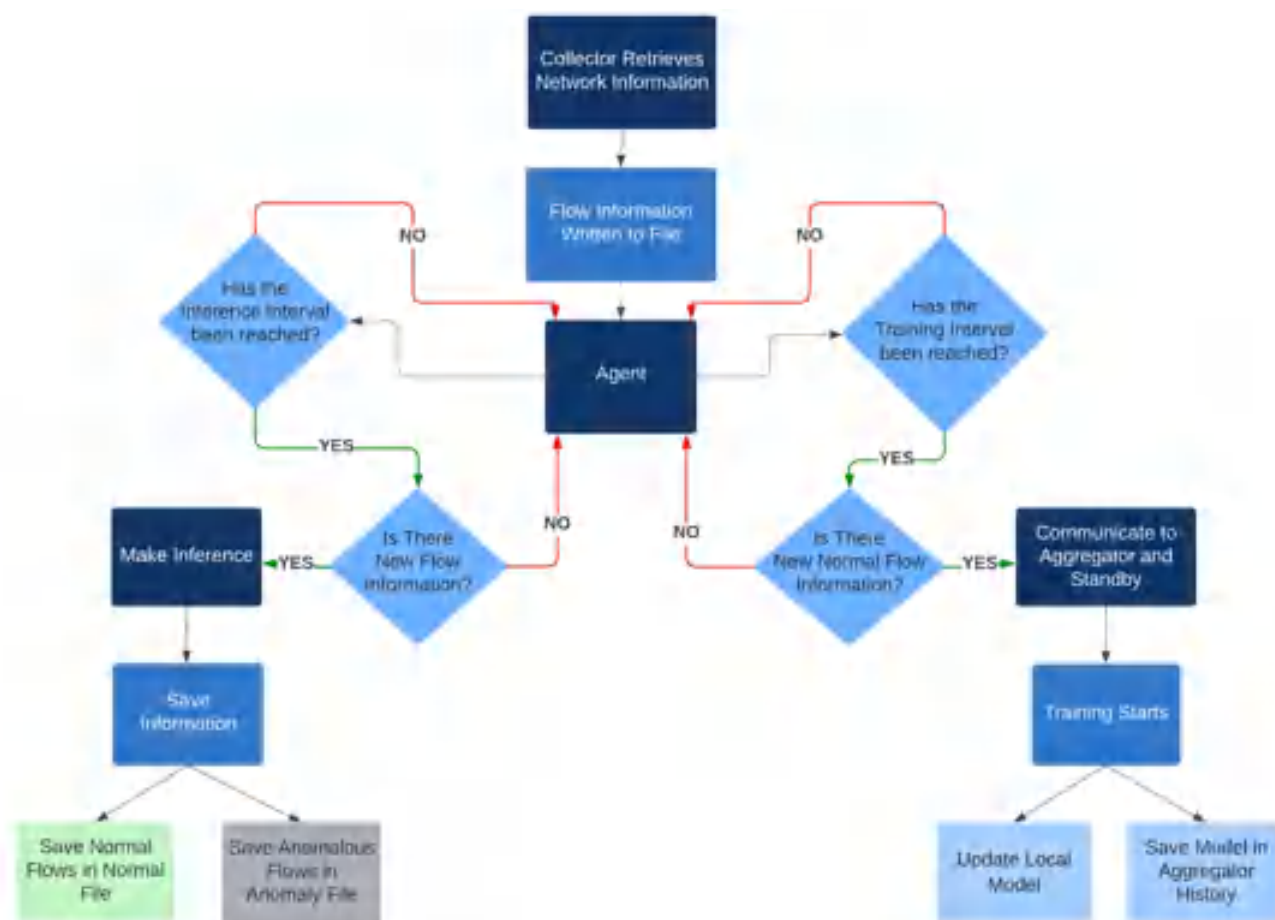 Collector Retrieves
Network Information
Flow Information
Written to File
NO
NO
Has the
Inference Interval
been reached?
Has the
Training Interval
been reached?
Agent
YES
YES
Make Inference
YES
Is There
New Flow
Information?
NO
NO
Is There
New Normal Flow
Information?
YES
Communicate to
Aggregator and
Standby
Save
Information
Training Starts
Save Normal
Flows in Normal
File
Save Anomalous
Flows in
Anomaly File
Update Local
Model
Save Model in
Aggregator
History